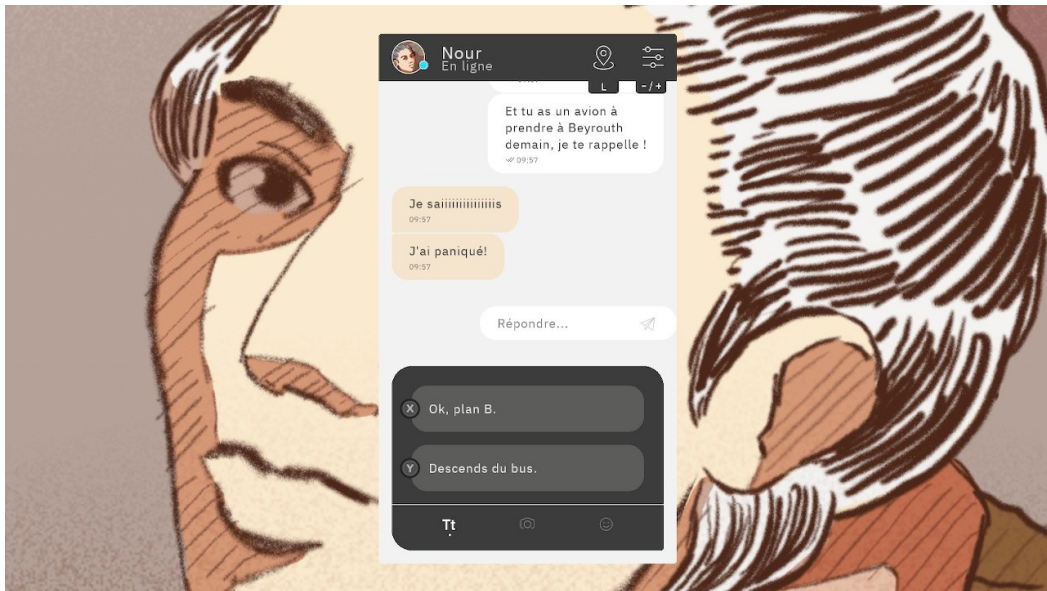 Nour
En ligne
L
-/+
Et tu as un avion à
prendre à Beyrouth
demain, je te rappelle !
09:57
Je saiiiiiiiiiiiiiiis
09:57
J'ai paniqué!
09:57
Répondre...
X Ok, plan B.
Y Descends du bus.
Tt